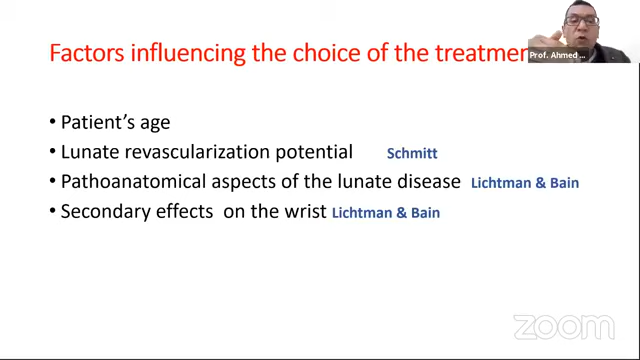 Factors influencing the choice of the treatmen
Prof. Ahmed ...
• Patient's age
• Lunate revascularization potential Schmitt
• Pathoanatomical aspects of the lunate disease Lichtman & Bain
• Secondary effects on the wrist Lichtman & Bain
zoom